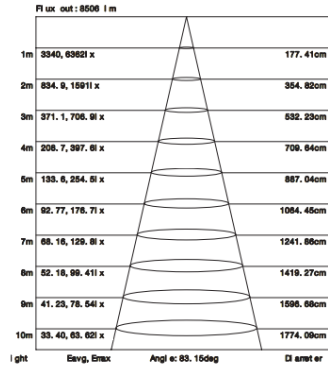 Flux out:8506 lm
1m 3340, 6362lx 177.41cm
2m 834.9, 1591lx 354.82cm
3m 371.1, 706.9lx 532.23cm
4m 208.7, 397.6lx 709.64cm
5m 133.6, 254.5lx 887.04cm
6m 92.77, 176.7lx 1064.45cm
7m 68.16, 129.8lx 1241.86cm
8m 52.18, 99.41lx 1419.27cm
9m 41.23, 78.54lx 1596.68cm
10m 33.40, 63.62lx 1774.09cm
ight Eavg, Emax Angle:83.15deg Diameter